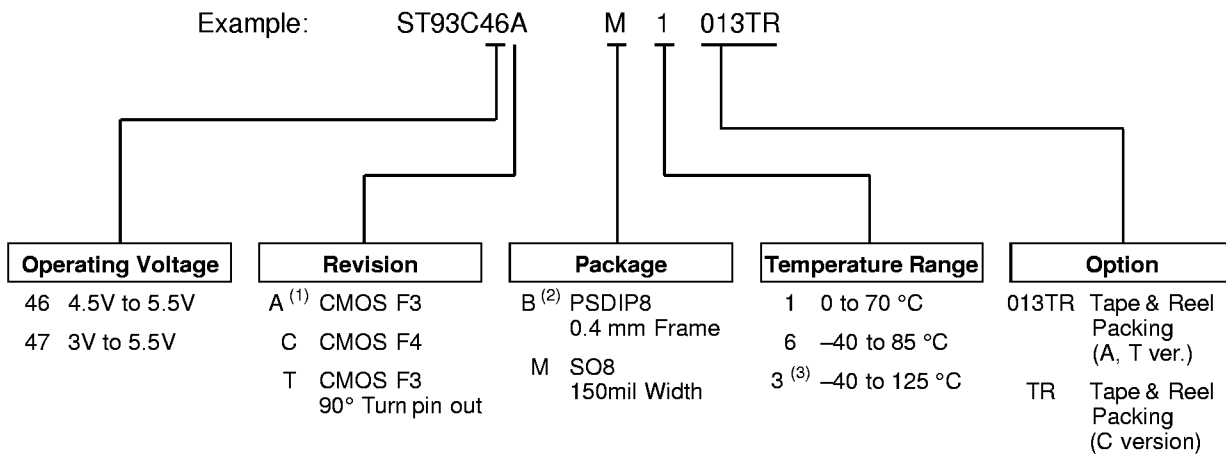 Example: ST93C46A M 1 013TR
Operating Voltage
46 4.5V to 5.5V
47 3V to 5.5V
Revision
A (1) CMOS F3
C CMOS F4
T CMOS F3
90° Turn pin out
Package
B (2) PSDIP8
0.4 mm Frame
M SO8
150mil Width
Temperature Range
1 0 to 70 °C
6 –40 to 85 °C
3 (3) –40 to 125 °C
Option
013TR Tape & Reel
Packing
(A, T ver.)
TR Tape & Reel
Packing
(C version)